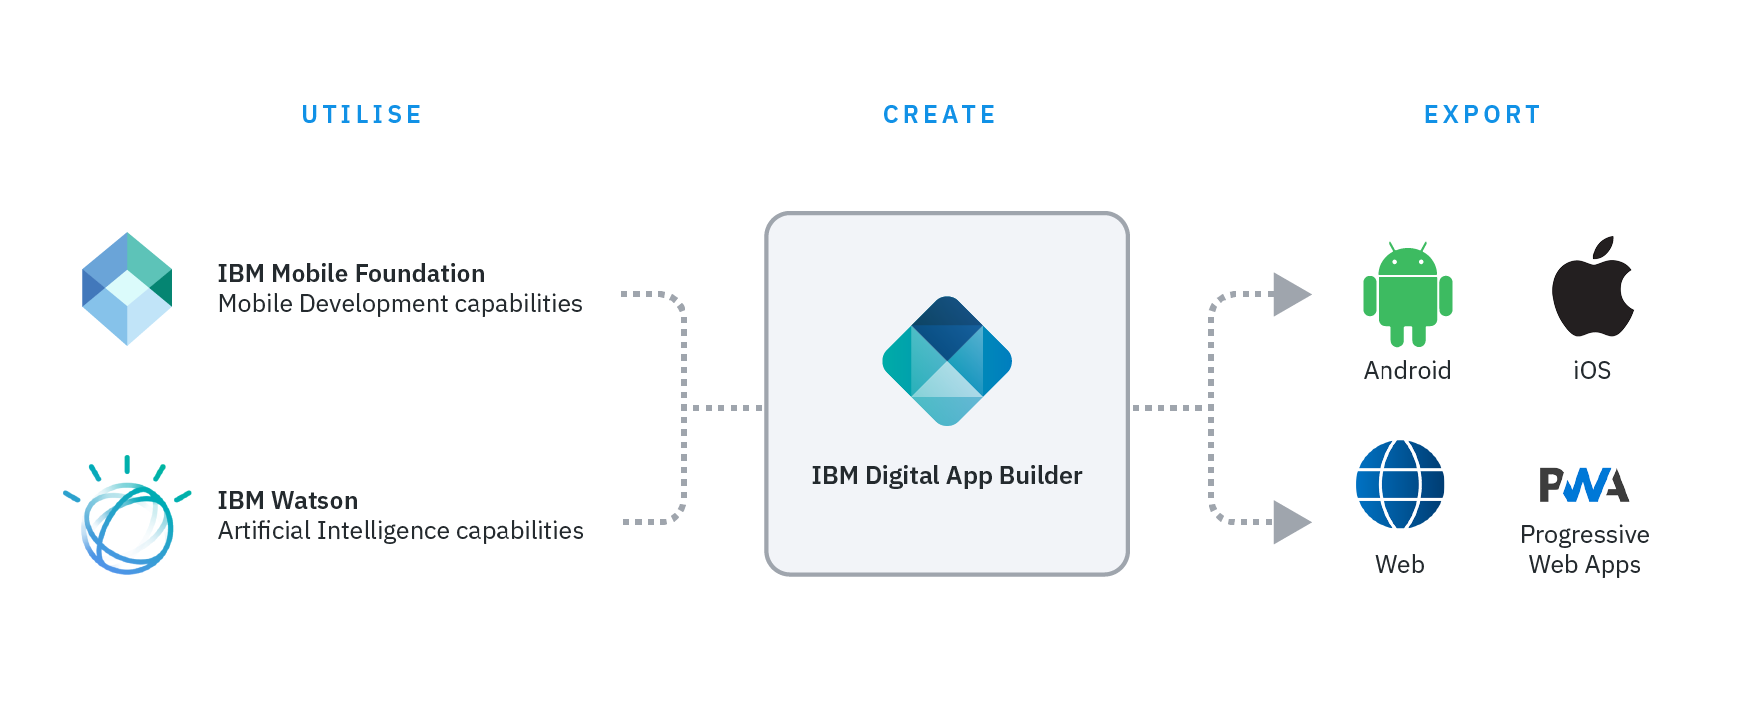 UTILISE
CREATE
EXPORT
IBM Mobile Foundation
Mobile Development capabilities
IBM Watson
Artificial Intelligence capabilities
IBM Digital App Builder
Android
iOS
Web
PWA
Progressive
Web Apps